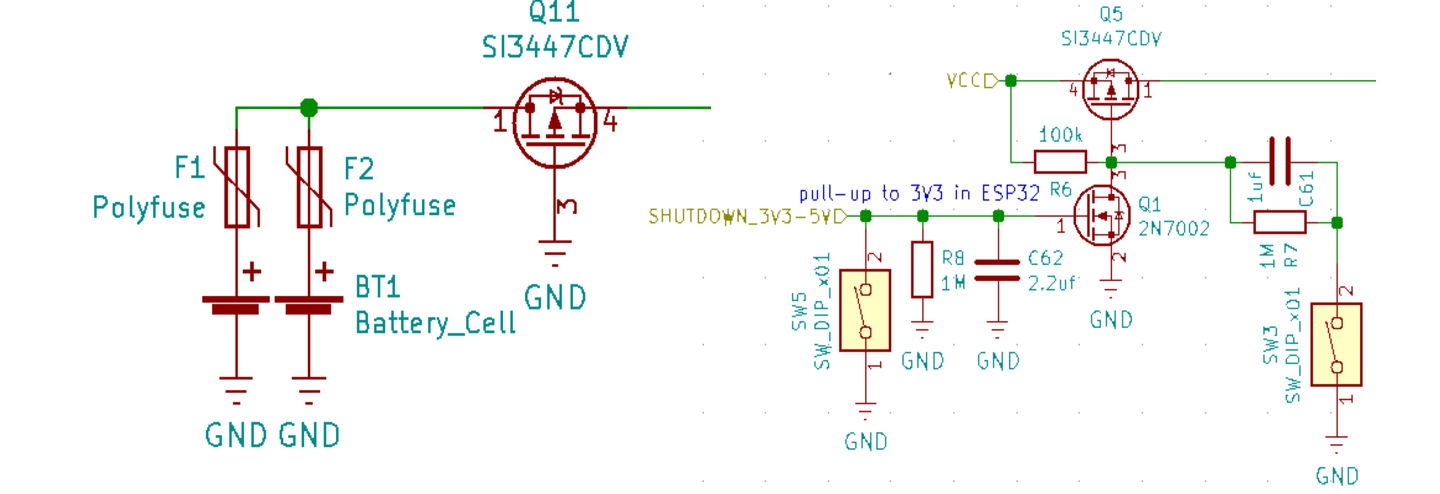 Q11
SI3447CDV
1
4
3
GND
F1
Polyfuse
F2
Polyfuse
+
+
BT1
Battery_Cell
GND GND
Q5
SI3447CDV
VCC
4
1
3
100k
R6
pull-up to 3V3 in ESP32
SHUTDOWN_3V3-5V
3
1
Q1
2N7002
2
GND
1uf
C61
1M
R7
2
SW5
SW_DIP_x01
1
GND
R8
1M
GND
C62
2.2uf
GND
2
SW3
SW_DIP_x01
1
GND